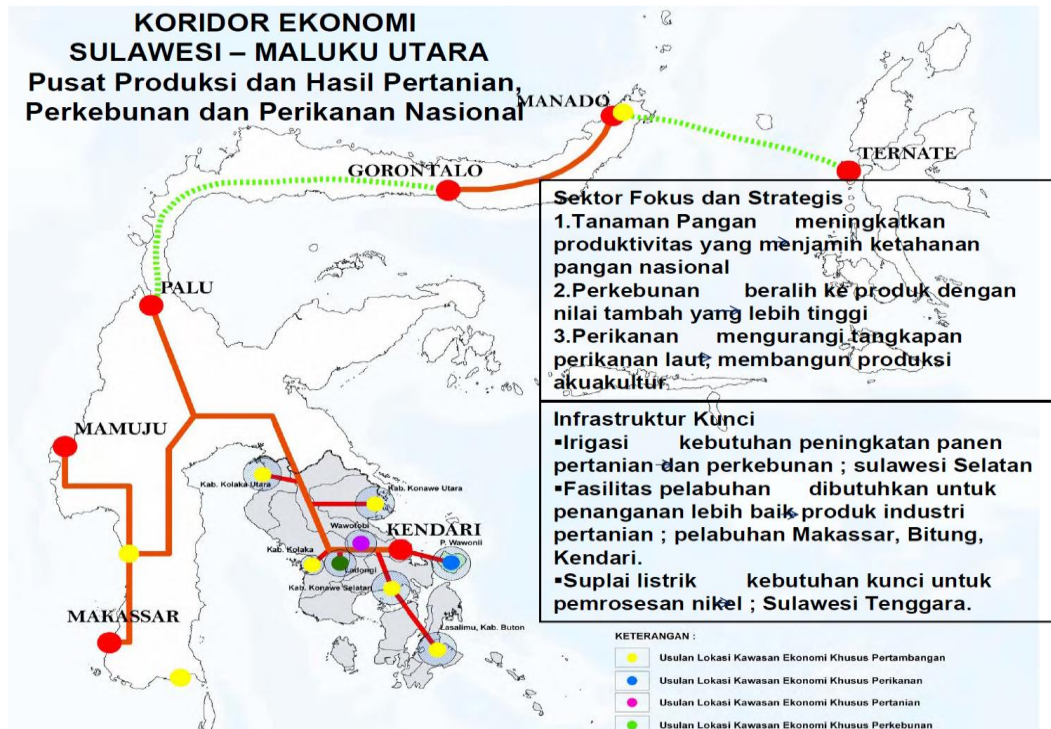 KORIDOR EKONOMI
SULAWESI – MALUKU UTARA
Pusat Produksi dan Hasil Pertanian,
Perkebunan dan Perikanan Nasional
MANADO
TERNATE
GORONTALO
PALU
MAMUJU
MAKASSAR
Kab. Kolaka Utara
Kab. Konawe Utara
Wawotobi
KENDARI
P. Wawonii
Kab. Kolaka
Ladongi
Kab. Konawe Selatan
Lasalimu, Kab. Buton
Sektor Fokus dan Strategis
1.Tanaman Pangan meningkatkan
produktivitas yang menjamin ketahanan
pangan nasional
2.Perkebunan beralih ke produk dengan
nilai tambah yang lebih tinggi
3.Perikanan mengurangi tangkapan
perikanan laut, membangun produksi
akuakultur
Infrastruktur Kunci
▪Irigasi kebutuhan peningkatan panen
pertanian dan perkebunan ; sulawesi Selatan
▪Fasilitas pelabuhan dibutuhkan untuk
penanganan lebih baik produk industri
pertanian ; pelabuhan Makassar, Bitung,
Kendari.
▪Suplai listrik kebutuhan kunci untuk
pemrosesan nikel ; Sulawesi Tenggara.
KETERANGAN :
Usulan Lokasi Kawasan Ekonomi Khusus Pertambangan
Usulan Lokasi Kawasan Ekonomi Khusus Perikanan
Usulan Lokasi Kawasan Ekonomi Khusus Pertanian
Usulan Lokasi Kawasan Ekonomi Khusus Perkebunan